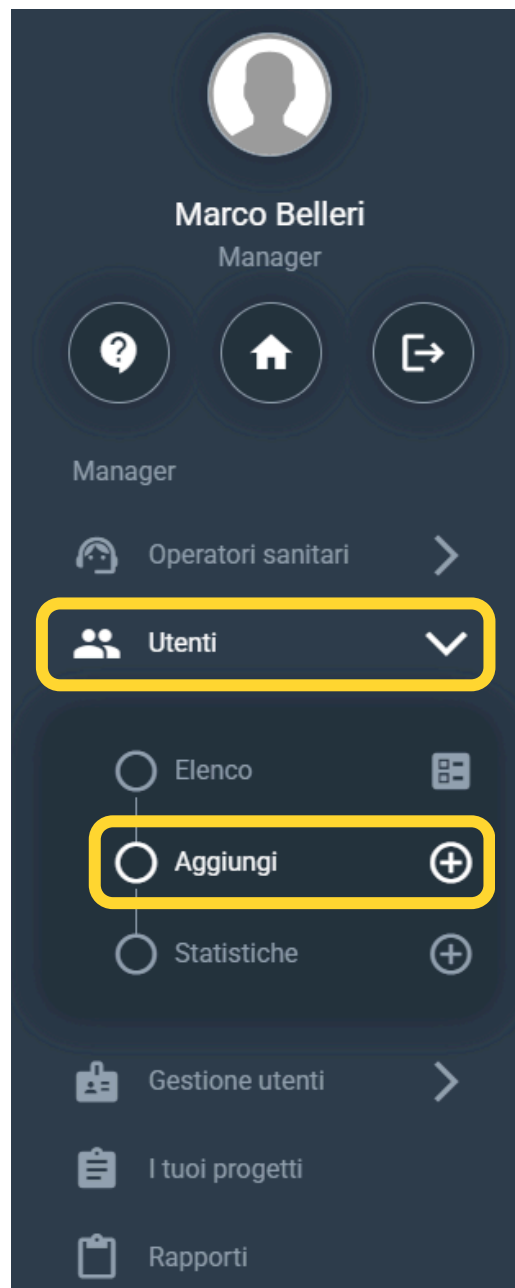 Marco Belleri
Manager
Manager
Operatori sanitari
Utenti
Elenco
Aggiungi
Statistiche
Gestione utenti
I tuoi progetti
Rapporti